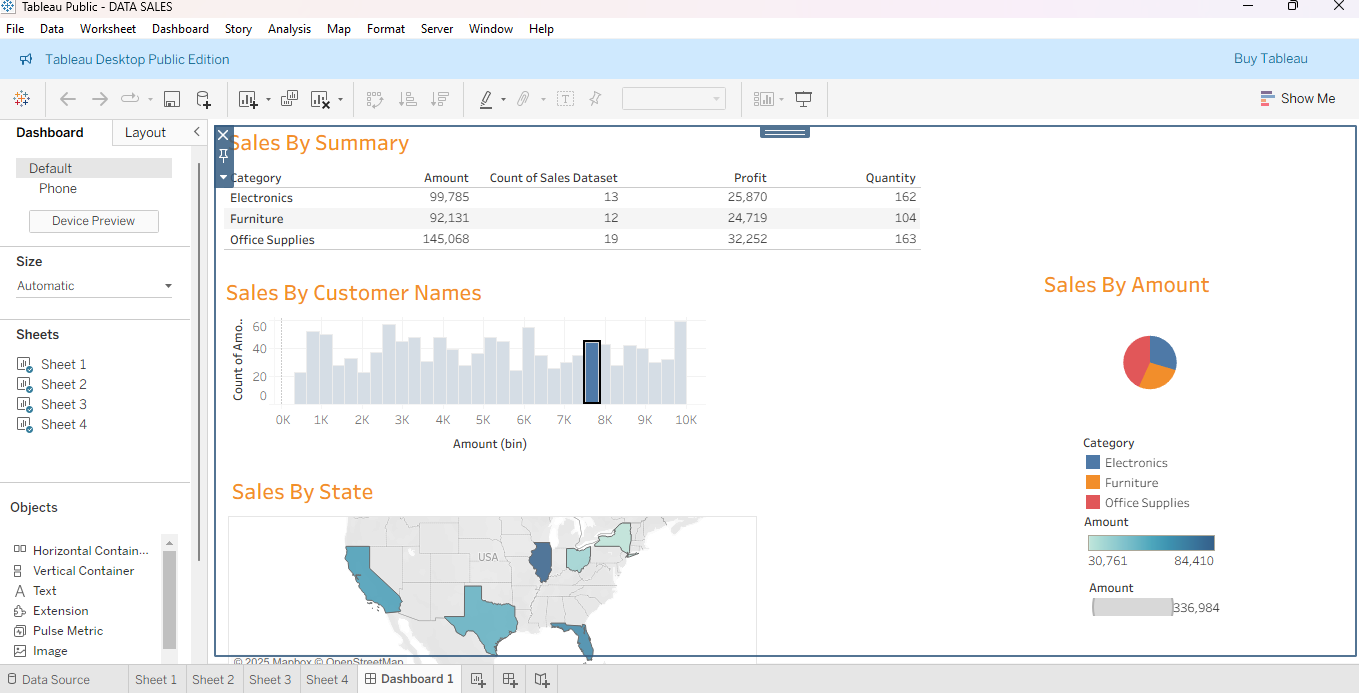 Tableau Public - DATA SALES
File Data Worksheet Dashboard Story Analysis Map Format Server Window Help
Tableau Desktop Public Edition
Buy Tableau
Show Me
Dashboard Layout
Default
Phone
Device Preview
Size
Automatic
Sheets
Sheet 1
Sheet 2
Sheet 3
Sheet 4
Objects
Horizontal Contain...
Vertical Container
A Text
Extension
Pulse Metric
Image
Sales By Summary
Category Amount Count of Sales Dataset Profit Quantity
Electronics 99,785 13 25,870 162
Furniture 92,131 12 24,719 104
Office Supplies 145,068 19 32,252 163
Sales By Customer Names
Count of Amo..
60
40
20
0
0K 1K 2K 3K 4K 5K 6K 7K 8K 9K 10K
Amount (bin)
Sales By State
USA
© 2025 Mapbox © OpenStreetMap
Sales By Amount
Category
Electronics
Furniture
Office Supplies
Amount
30,761 84,410
Amount
336,984
Data Source Sheet 1 Sheet 2 Sheet 3 Sheet 4 Dashboard 1